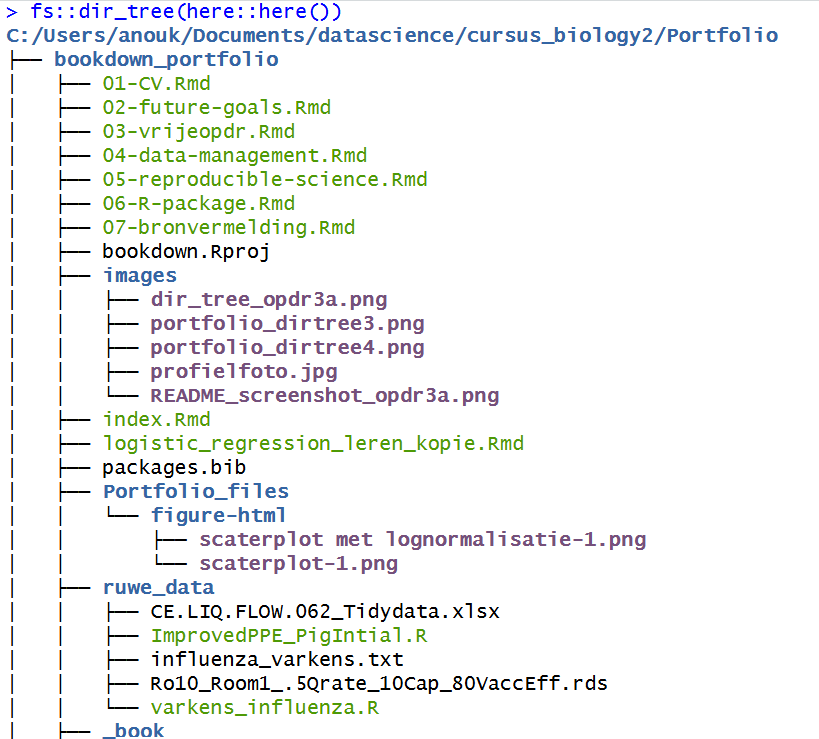 > fs::dir_tree(here::here())
C:/Users/anouk/Documents/datascience/cursus_biology2/Portfolio
├── bookdown_portfolio
│   ├── 01-CV.Rmd
│   ├── 02-future-goals.Rmd
│   ├── 03-vrijeopdr.Rmd
│   ├── 04-data-management.Rmd
│   ├── 05-reproducible-science.Rmd
│   ├── 06-R-package.Rmd
│   ├── 07-bronvermelding.Rmd
│   ├── bookdown.Rproj
│   ├── images
│   │   ├── dir_tree_opdr3a.png
│   │   ├── portfolio_dirtree3.png
│   │   ├── portfolio_dirtree4.png
│   │   ├── profielfoto.jpg
│   │   └── README_screenshot_opdr3a.png
│   ├── index.Rmd
│   ├── logistic_regression_leren_kopie.Rmd
│   ├── packages.bib
│   ├── Portfolio_files
│   │   └── figure-html
│   │       ├── scaterplot met lognormalisatie-1.png
│   │       └── scaterplot-1.png
│   ├── ruwe_data
│   │   ├── CE.LIQ.FLOW.062_Tidydata.xlsx
│   │   ├── ImprovedPPE_PigIntial.R
│   │   ├── influenza_varkens.txt
│   │   ├── Ro10_Room1_.5Qrate_10Cap_80VaccEff.rds
│   │   └── varkens_influenza.R
│   ├── _book